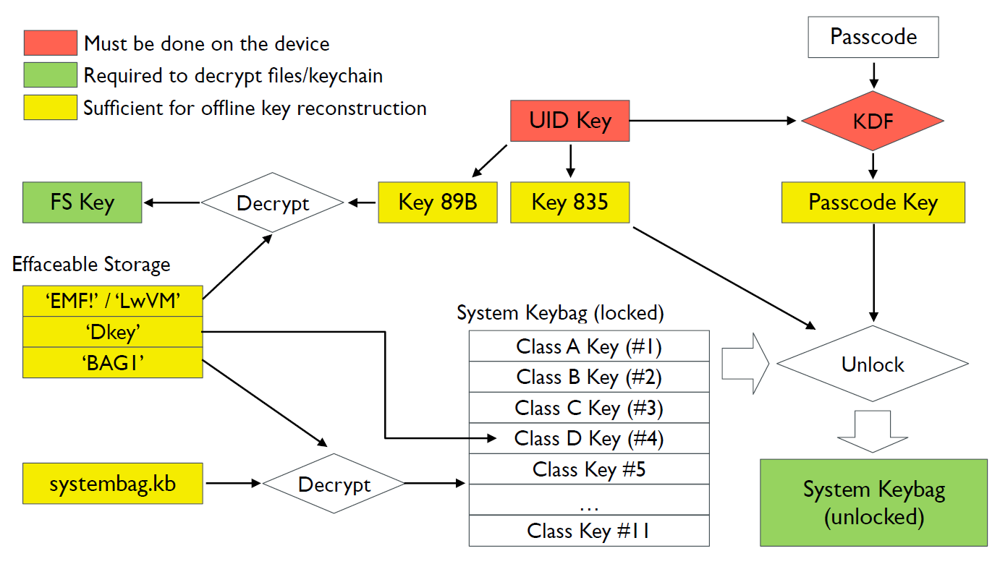 Must be done on the device
Required to decrypt files/keychain
Sufficient for offline key reconstruction
Passcode
UID Key
KDF
FS Key
Decrypt
Key 89B
Key 835
Passcode Key
Effaceable Storage
‘EMF!’ / ‘LwVM’
‘Dkey’
‘BAG1’
System Keybag (locked)
Class A Key (#1)
Class B Key (#2)
Class C Key (#3)
Class D Key (#4)
Class Key #5
…
Class Key #11
Unlock
systembag.kb
Decrypt
System Keybag
(unlocked)